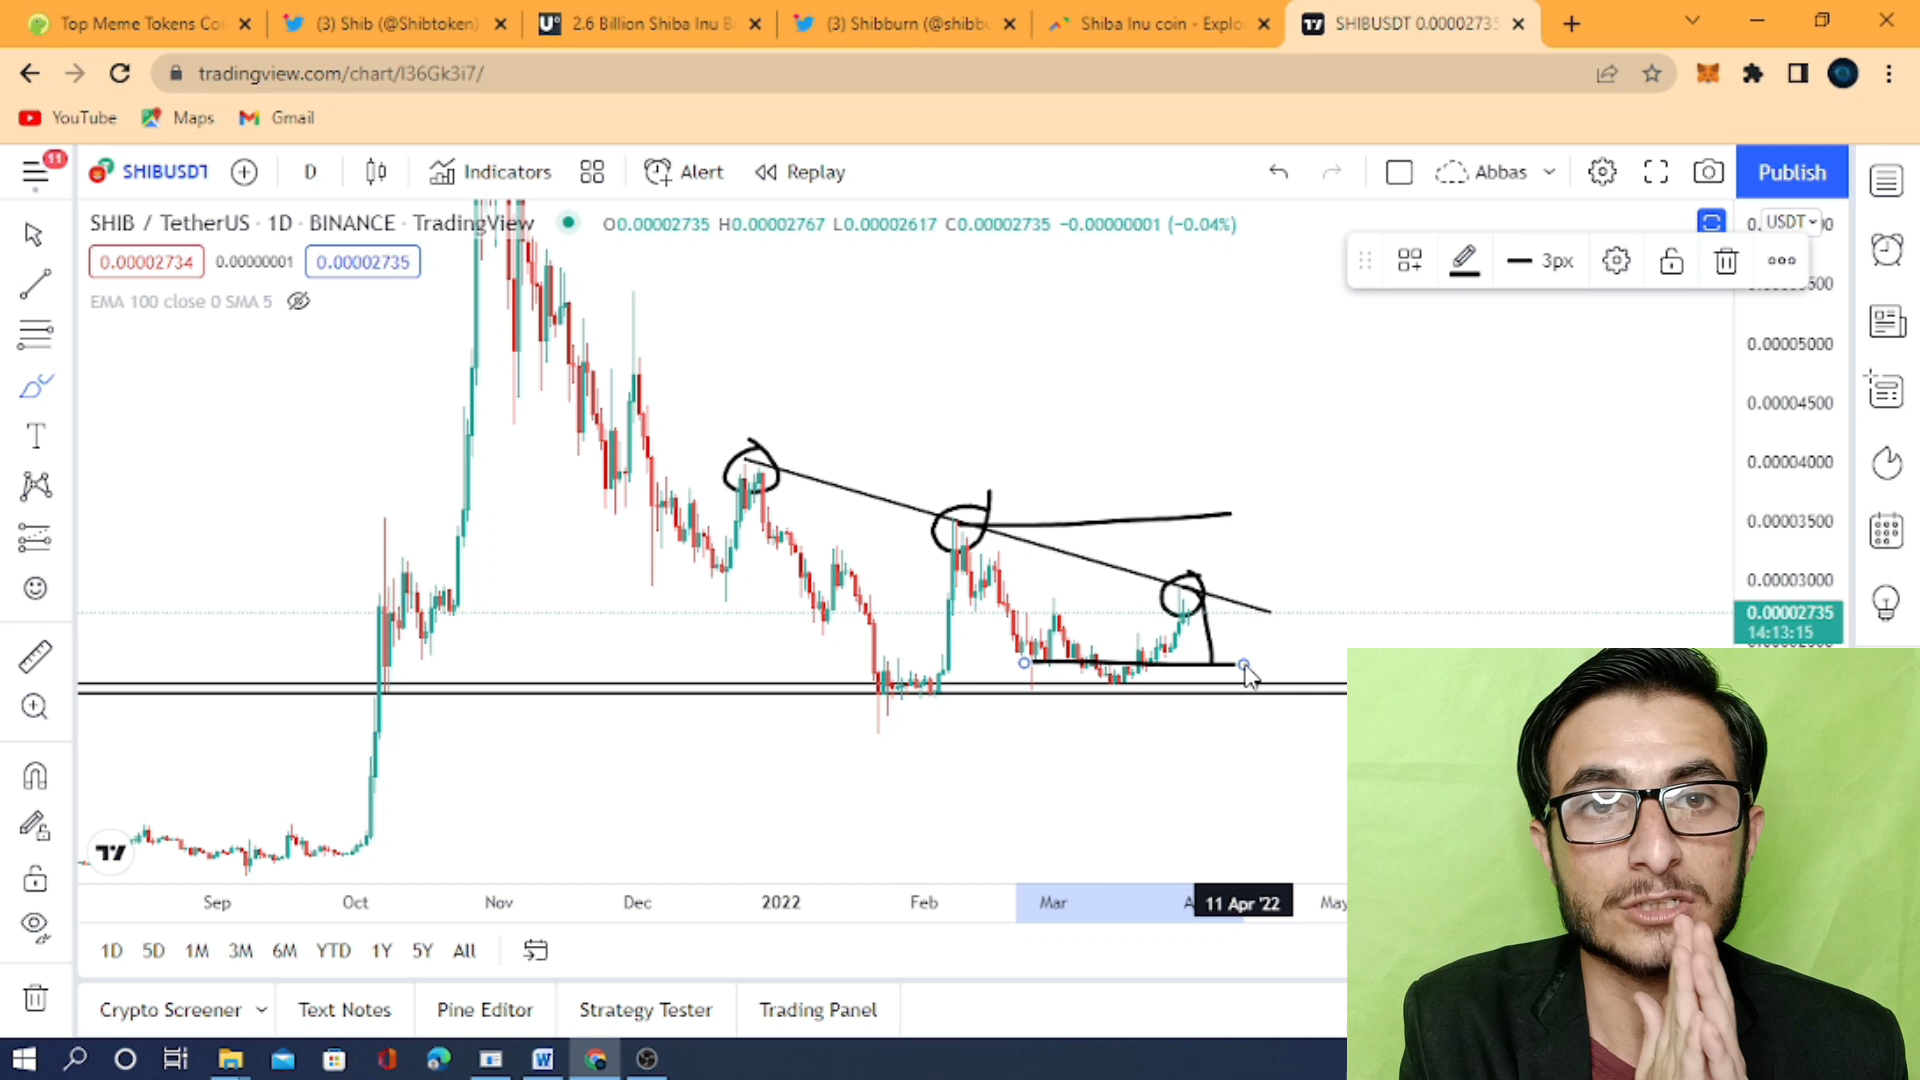 Top Meme Tokens Coi
(3) Shib (@Shibtoken)
2.6 Billion Shiba Inu B
(3) Shibburn (@shibb
Shiba Inu coin - Explo
SHIBUSDT 0.00002735
tradingview.com/chart/I36Gk3i7/
YouTube
Maps
Gmail
11
SHIBUSDT
D
Indicators
Alert
Replay
Abbas
Publish
SHIB / TetherUS · 1D · BINANCE · TradingView
O0.00002735 H0.00002767 L0.00002617 C0.00002735 −0.00000001 (−0.04%)
USDT
0.00002734
0.00000001
0.00002735
3px
EMA 100 close 0 SMA 5
0.00005000
0.00004500
0.00004000
0.00003500
0.00003000
0.00002735
14:13:15
Sep
Oct
Nov
Dec
2022
Feb
Mar
A
11 Apr '22
May
1D
5D
1M
3M
6M
YTD
1Y
5Y
All
Crypto Screener
Text Notes
Pine Editor
Strategy Tester
Trading Panel